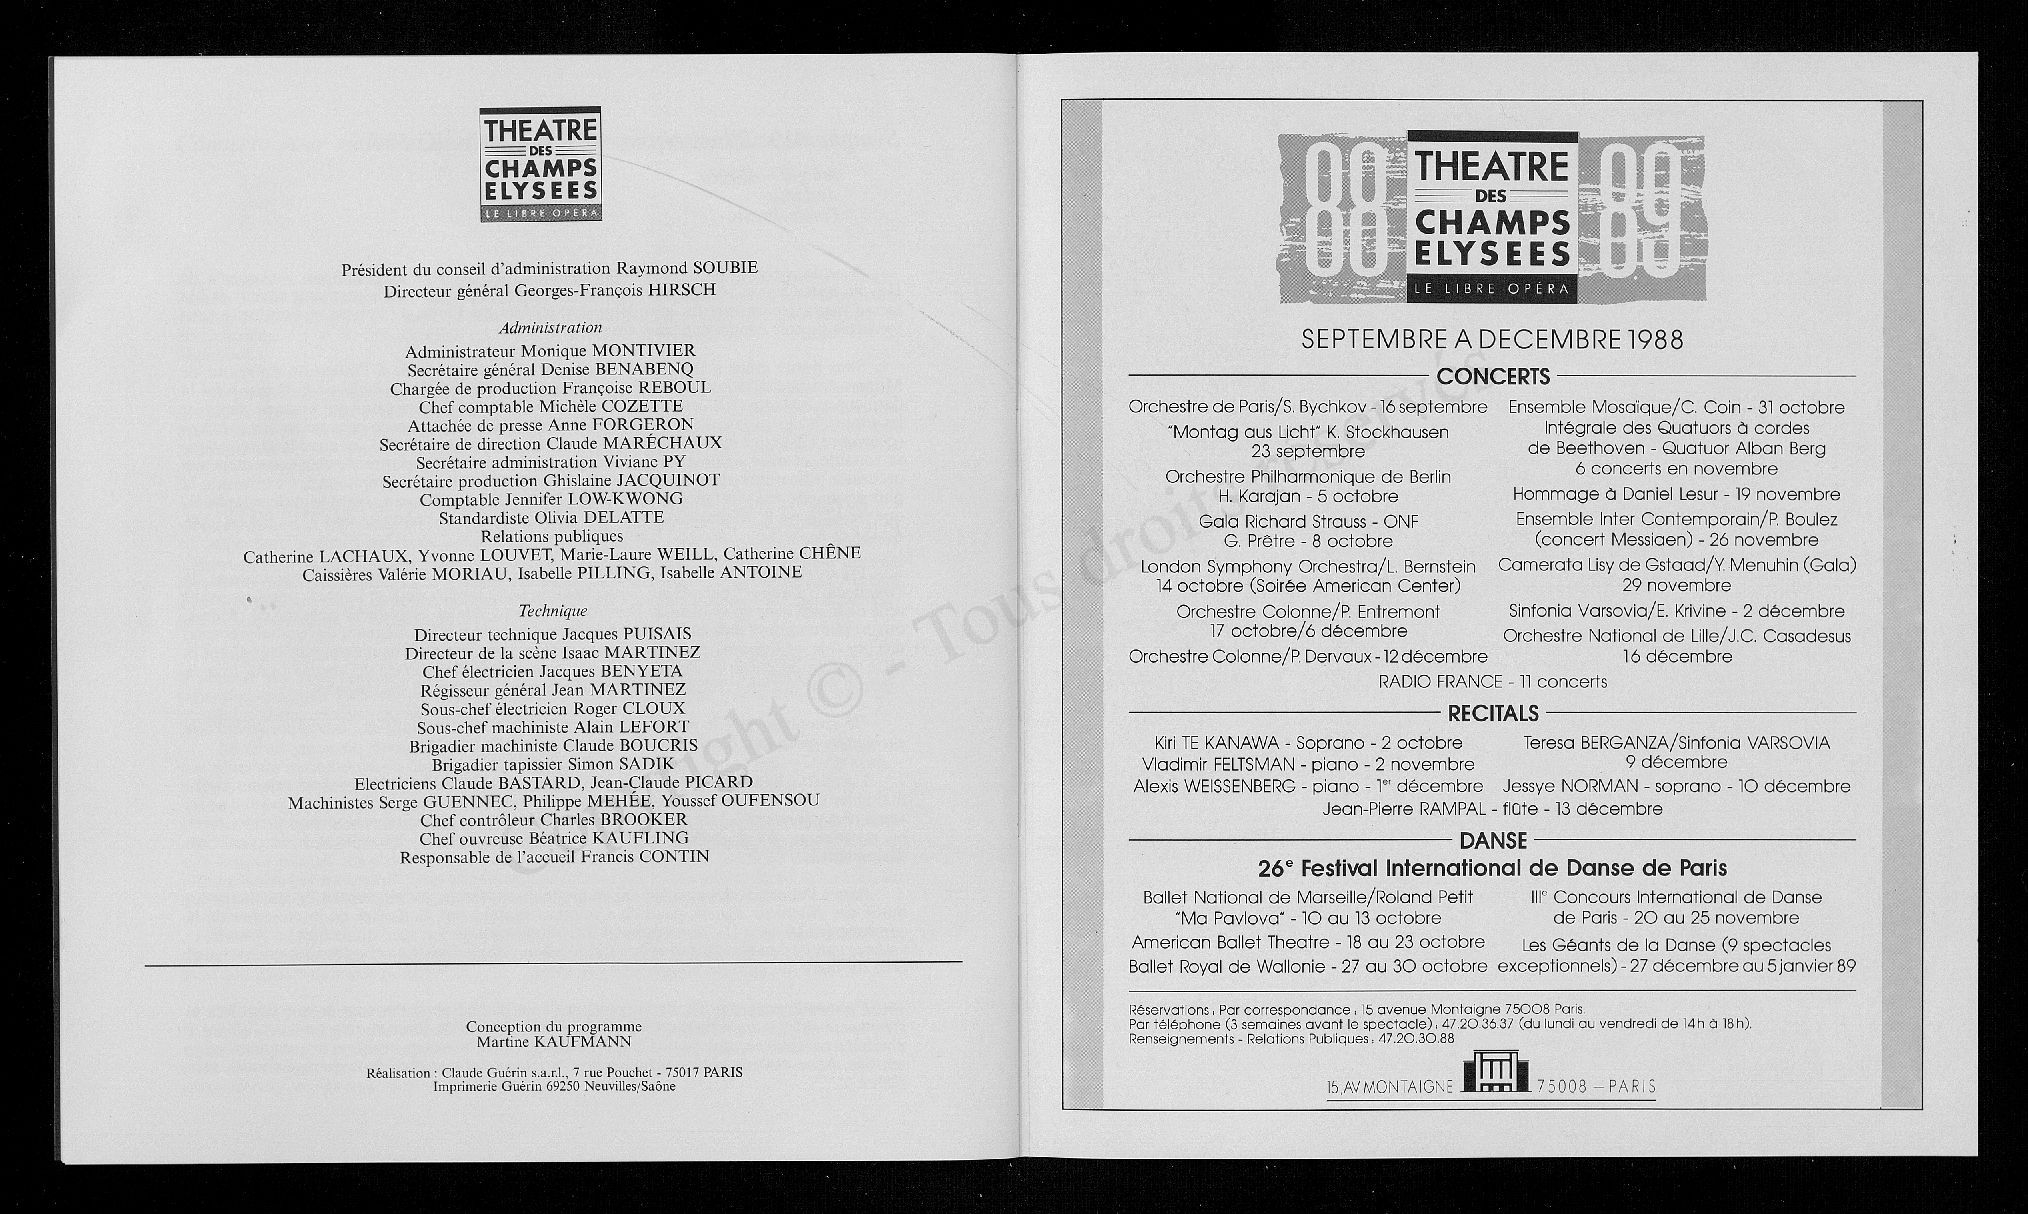 THEATRE
DES
CHAMPS
ELYSEES
LE LIBRE OPERA
Président du conseil d'administration Raymond SOUBIE
Directeur général Georges-François HIRSCH
Administration
Administrateur Monique MONTIVIER
Secrétaire général Denise BENABENQ
Chargée de production Françoise REBOUL
Chef comptable Michèle COZETTE
Attachée de presse Anne FORGERON
Secrétaire de direction Claude MARÉCHAUX
Secrétaire administration Viviane PY
Secrétaire production Ghislaine JACQUINOT
Comptable Jennifer LOW-KWONG
Standardiste Olivia DELATTE
Relations publiques
Catherine LACHAUX, Yvonne LOUVET, Marie-Laure WEILL, Catherine CHÊNE
Caissières Valérie MORIAU, Isabelle PILLING, Isabelle ANTOINE
Technique
Directeur technique Jacques PUISAIS
Directeur de la scène Isaac MARTINEZ
Chef électricien Jacques BENYETA
Régisseur général Jean MARTINEZ
Sous-chef électricien Roger CLOUX
Sous-chef machiniste Alain LEFORT
Brigadier machiniste Claude BOUCRIS
Brigadier tapissier Simon SADIK
Electriciens Claude BASTARD, Jean-Claude PICARD
Machinistes Serge GUENNEC, Philippe MEHÉE, Youssef OUFENSOU
Chef contrôleur Charles BROOKER
Chef ouvreuse Béatrice KAUFLING
Responsable de l'accueil Francis CONTIN
Conception du programme
Martine KAUFMANN
Réalisation : Claude Guérin s.a.r.l., 7 rue Pouchet - 75017 PARIS
Imprimerie Guérin 69250 Neuvilles/Saône
88 THEATRE 89
DES
CHAMPS
ELYSEES
LE LIBRE OPÉRA
SEPTEMBRE A DECEMBRE 1988
CONCERTS
Orchestre de Paris/S. Bychkov - 16 septembre
"Montag aus Licht" K. Stockhausen
23 septembre
Orchestre Philharmonique de Berlin
H. Karajan - 5 octobre
Gala Richard Strauss - ONF
G. Prêtre - 8 octobre
London Symphony Orchestra/L. Bernstein
14 octobre (Soirée American Center)
Orchestre Colonne/P. Entremont
17 octobre/6 décembre
Orchestre Colonne/P. Dervaux - 12 décembre
Ensemble Mosaïque/C. Coin - 31 octobre
Intégrale des Quatuors à cordes
de Beethoven - Quatuor Alban Berg
6 concerts en novembre
Hommage à Daniel Lesur - 19 novembre
Ensemble Inter Contemporain/P. Boulez
(concert Messiaen) - 26 novembre
Camerata Lisy de Gstaad/Y. Menuhin (Gala)
29 novembre
Sinfonia Varsovia/E. Krivine - 2 décembre
Orchestre National de Lille/J.C. Casadesus
16 décembre
RADIO FRANCE - 11 concerts
RECITALS
Kiri TE KANAWA - Soprano - 2 octobre
Vladimir FELTSMAN - piano - 2 novembre
Alexis WEISSENBERG - piano - 1er décembre
Teresa BERGANZA/Sinfonia VARSOVIA
9 décembre
Jessye NORMAN - soprano - 10 décembre
Jean-Pierre RAMPAL - flûte - 13 décembre
DANSE
26e Festival International de Danse de Paris
Ballet National de Marseille/Roland Petit
"Ma Pavlova" - 10 au 13 octobre
American Ballet Theatre - 18 au 23 octobre
Ballet Royal de Wallonie - 27 au 30 octobre
IIIe Concours International de Danse
de Paris - 20 au 25 novembre
Les Géants de la Danse (9 spectacles
exceptionnels) - 27 décembre au 5 janvier 89
Réservations : Par correspondance : 15 avenue Montaigne 75008 Paris.
Par téléphone (3 semaines avant le spectacle) : 47.20.36.37 (du lundi au vendredi de 14h à 18h).
Renseignements - Relations Publiques : 47.20.30.88
15, AV MONTAIGNE 75008 – PARIS
Copyright © - Tous droits réservés